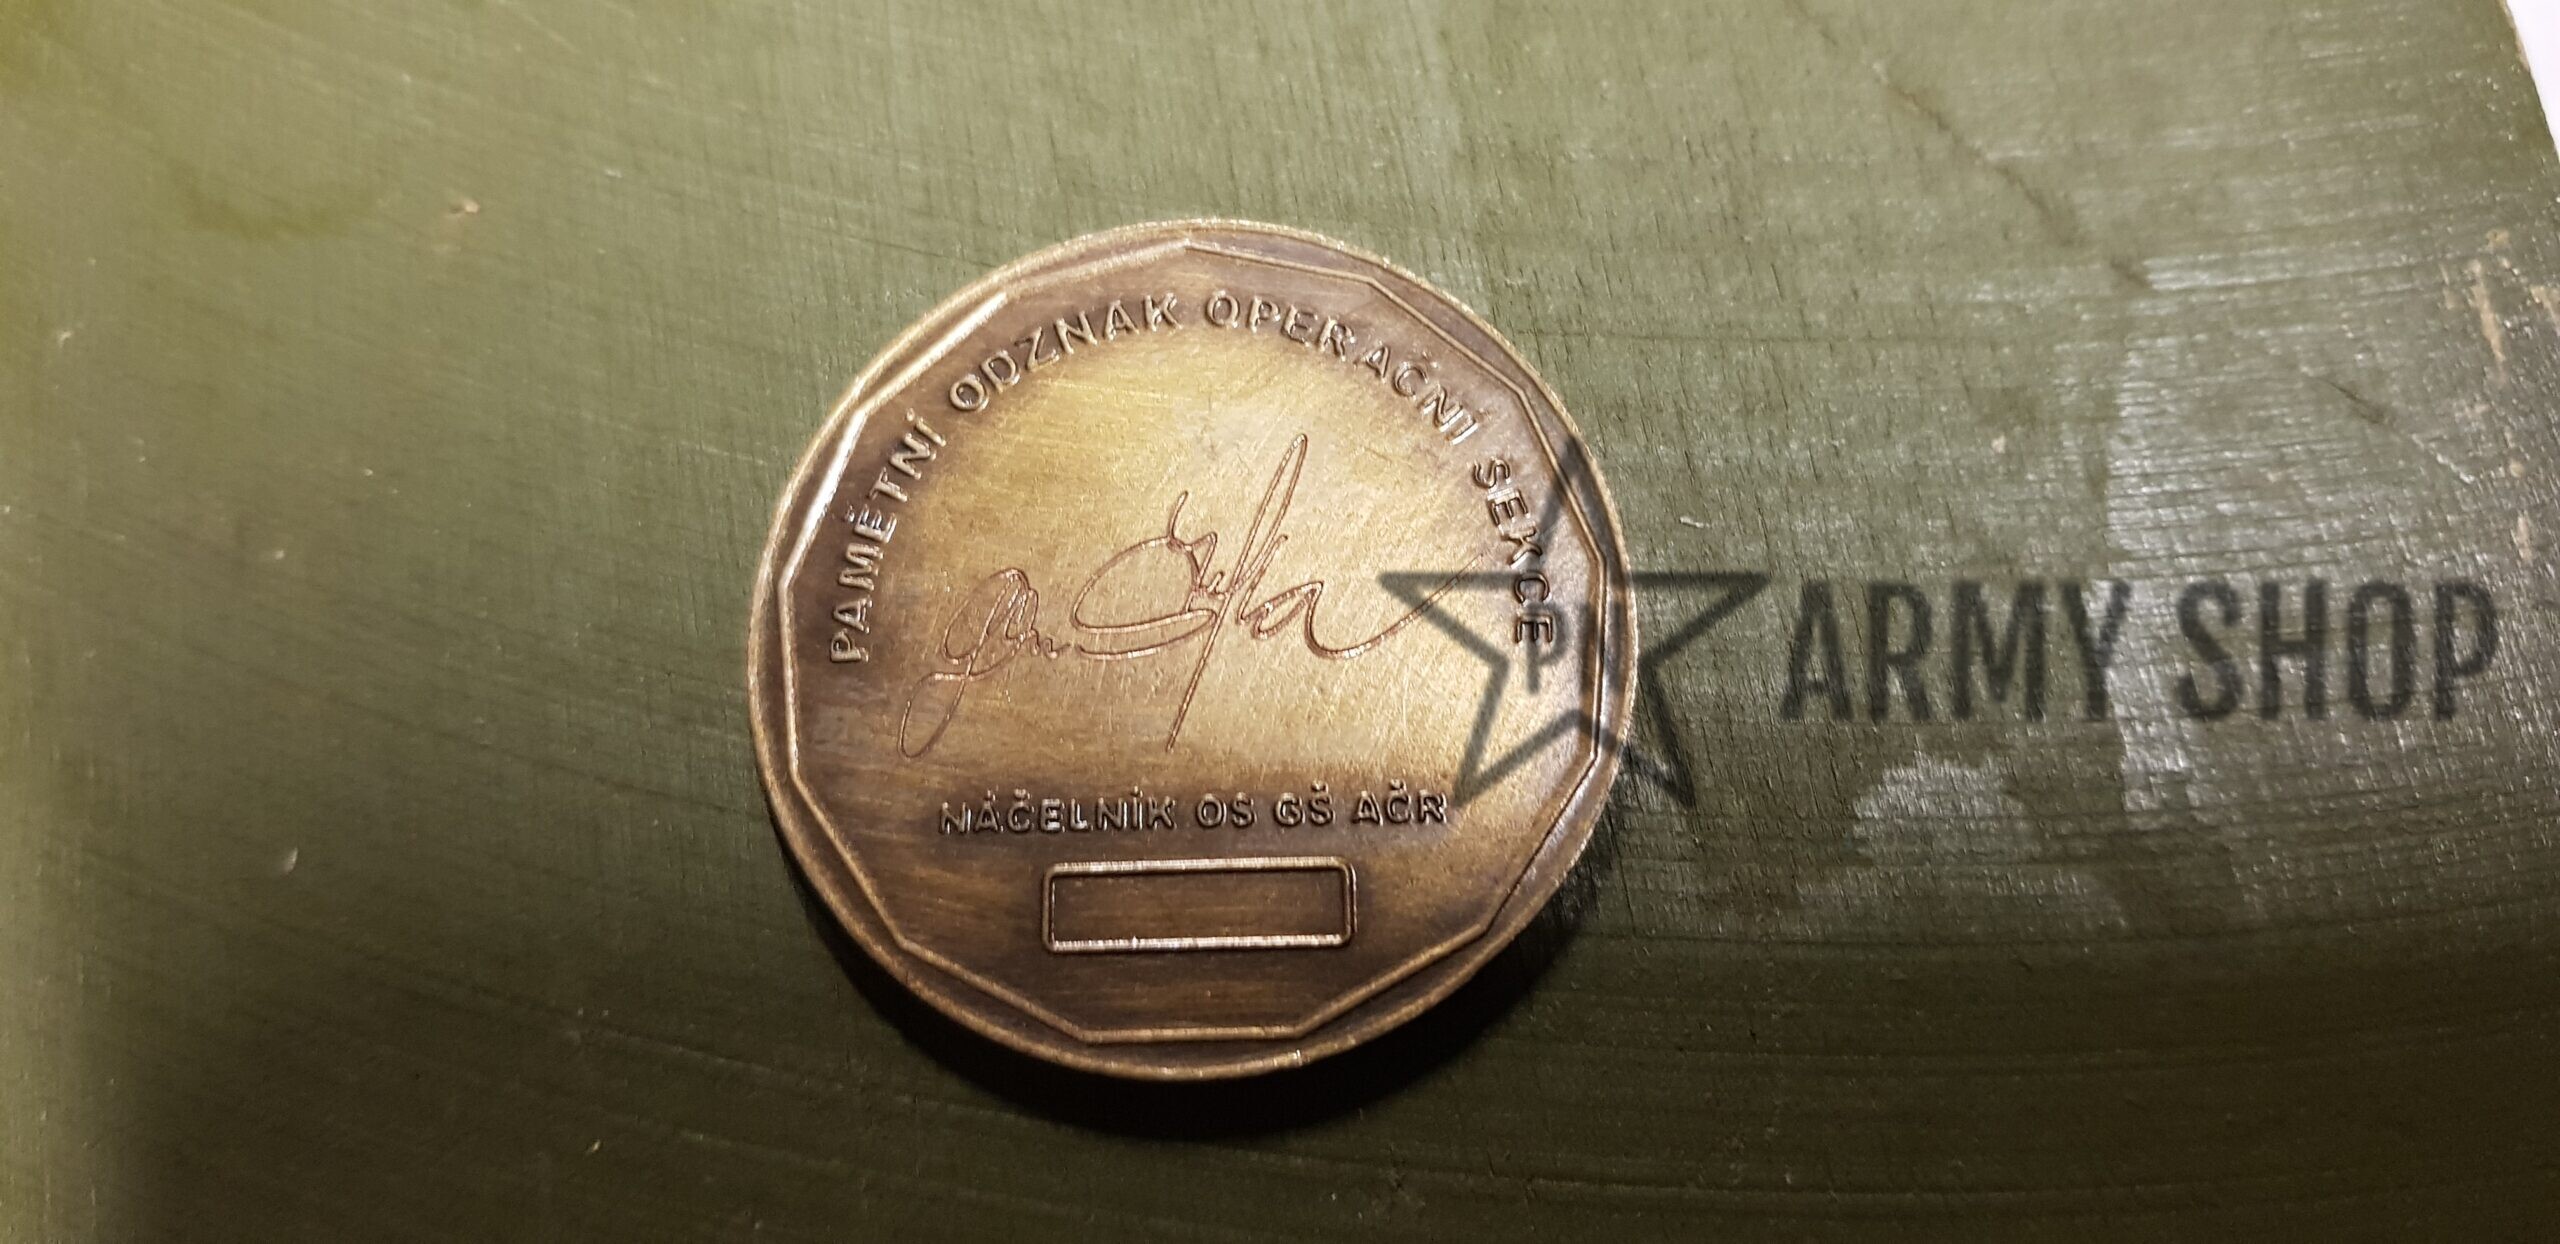 PAMĚTNÍ ODZNAK OPERAČNÍ SEKCE
NÁČELNÍK OS GŠ AČR
P ARMY SHOP